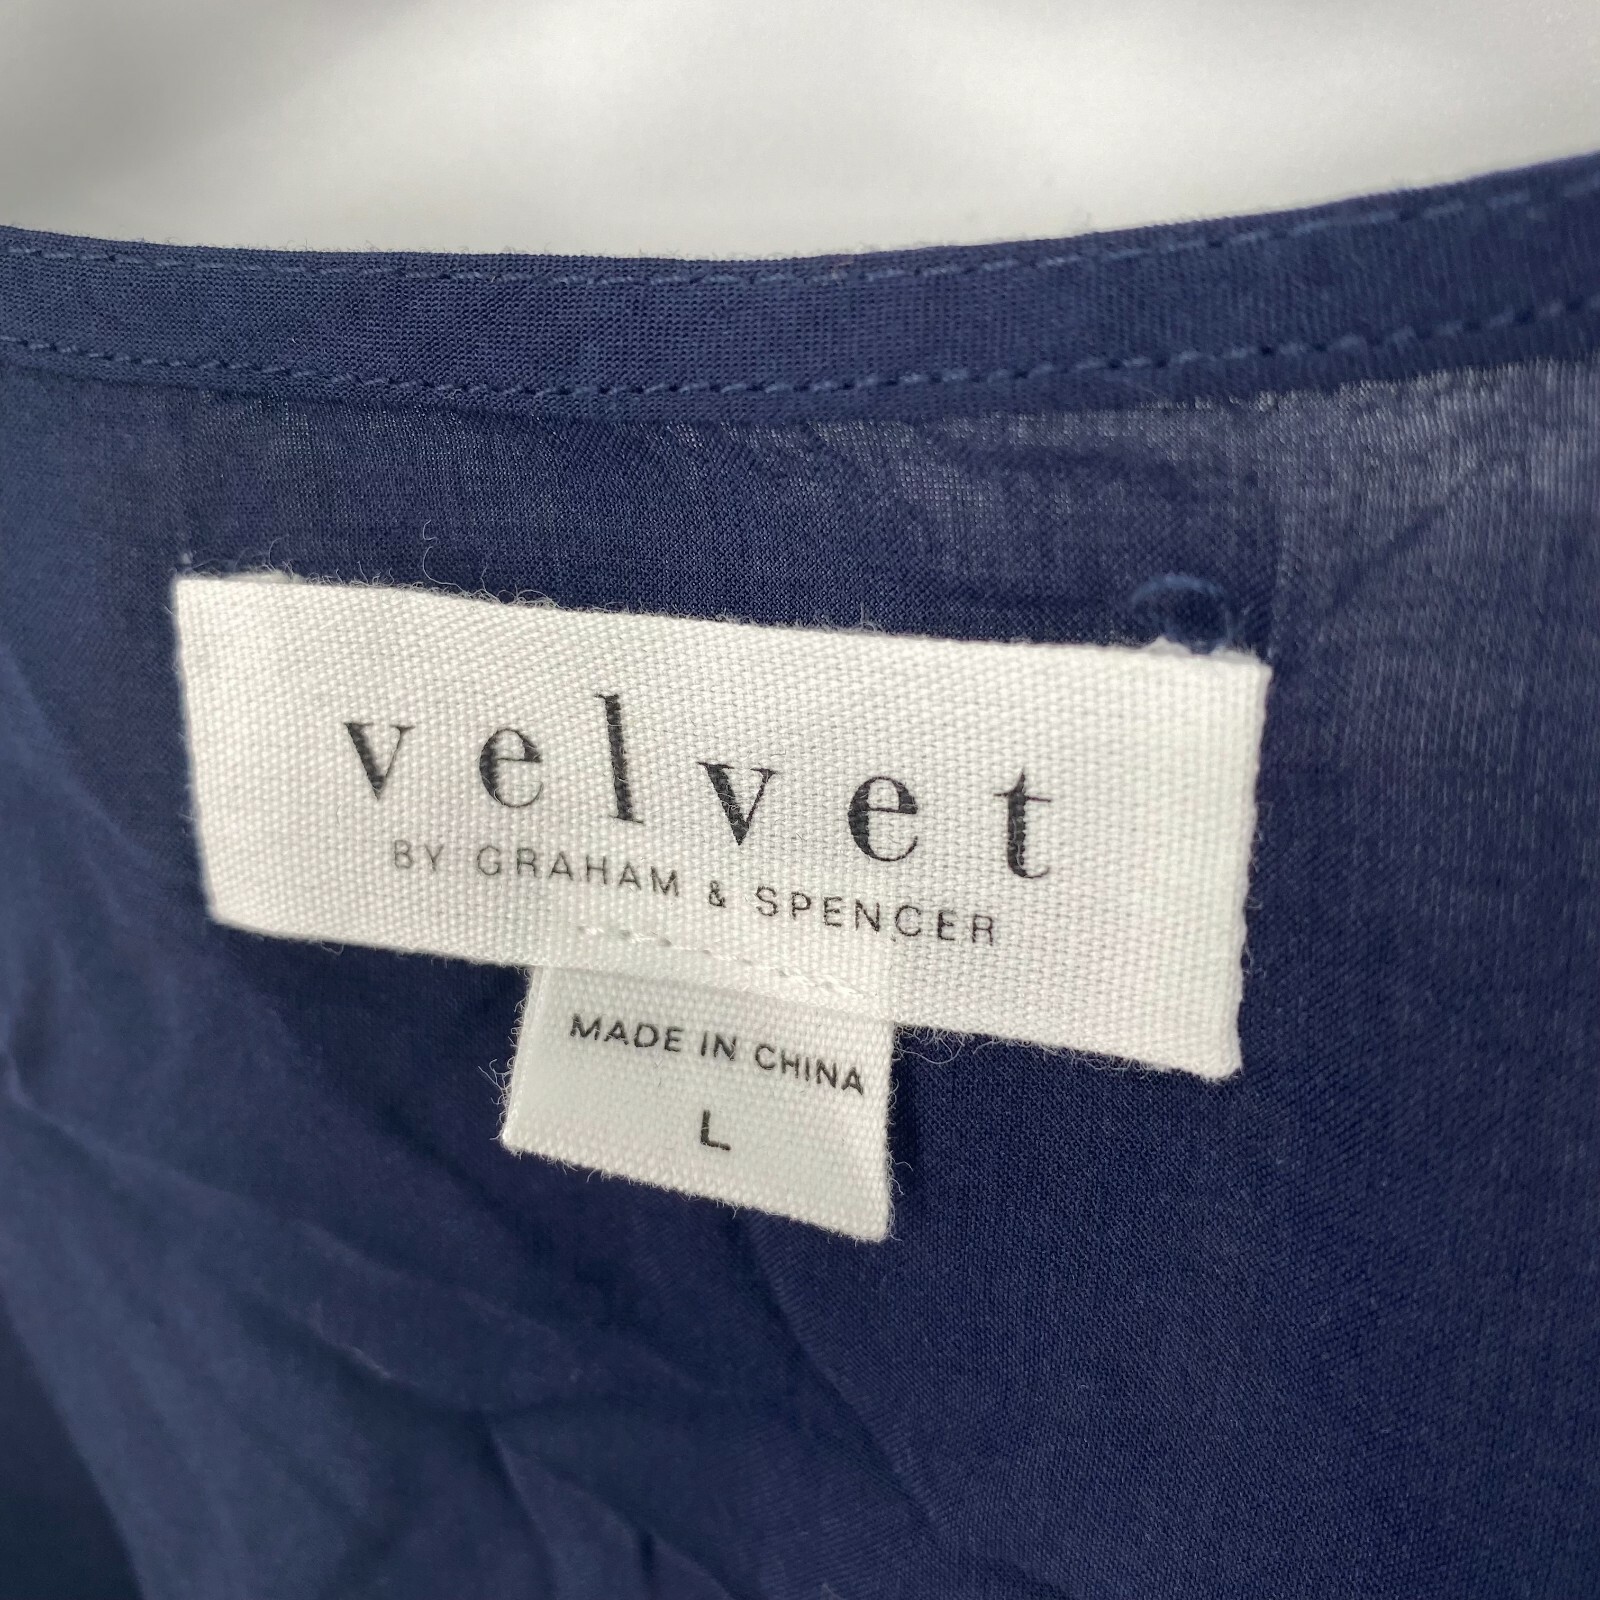 velvet
BY GRAHAM & SPENCER
MADE IN CHINA
L